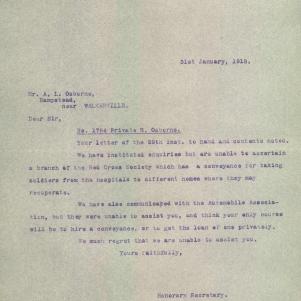 31st January, 1918.
Mr. A. L. Osborne,
Hampstead,
near WALKERVILLE.
Dear Sir,
No. 1784 Private R. Osborne.
Your letter of the 29th inst. to hand and contents noted.
We have instituted enquiries but are unable to ascertain
a branch of the Red Cross Society which has a conveyance for taking
soldiers from the hospitals to different homes where they may
recuperate.
We have also communicated with the Automobile Associa-
tion, but they were unable to assist you, and think your only course
will be to hire a conveyance, or to get the loan of one privately.
We much regret that we are unable to assist you.
Yours faithfully,
Honorary Secretary.